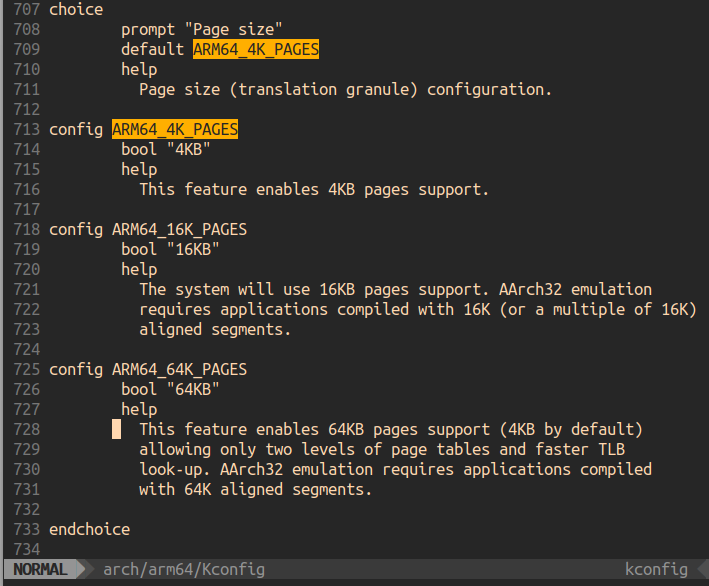 707 choice
708 prompt "Page size"
709 default ARM64_4K_PAGES
710 help
711 Page size (translation granule) configuration.
712
713 config ARM64_4K_PAGES
714 bool "4KB"
715 help
716 This feature enables 4KB pages support.
717
718 config ARM64_16K_PAGES
719 bool "16KB"
720 help
721 The system will use 16KB pages support. AArch32 emulation
722 requires applications compiled with 16K (or a multiple of 16K)
723 aligned segments.
724
725 config ARM64_64K_PAGES
726 bool "64KB"
727 help
728 This feature enables 64KB pages support (4KB by default)
729 allowing only two levels of page tables and faster TLB
730 look-up. AArch32 emulation requires applications compiled
731 with 64K aligned segments.
732
733 endchoice
734
NORMAL arch/arm64/Kconfig kconfig